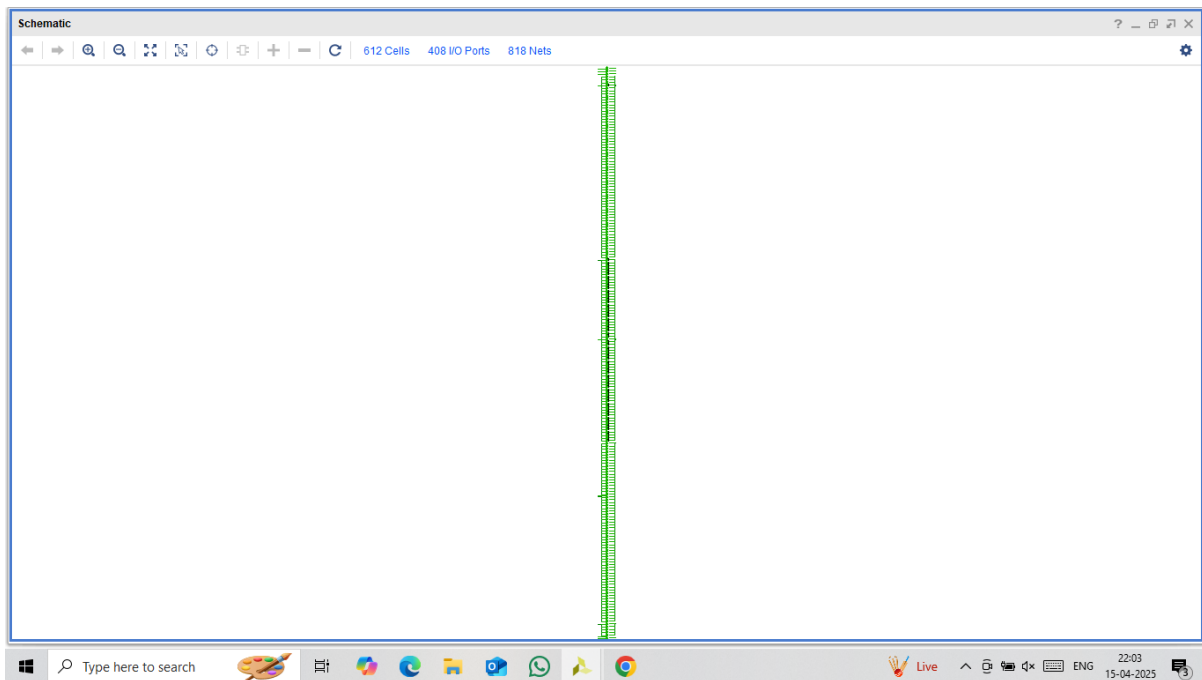 Schematic
612 Cells 408 I/O Ports 818 Nets
Type here to search
Live
ENG
22:03
15-04-2025
3